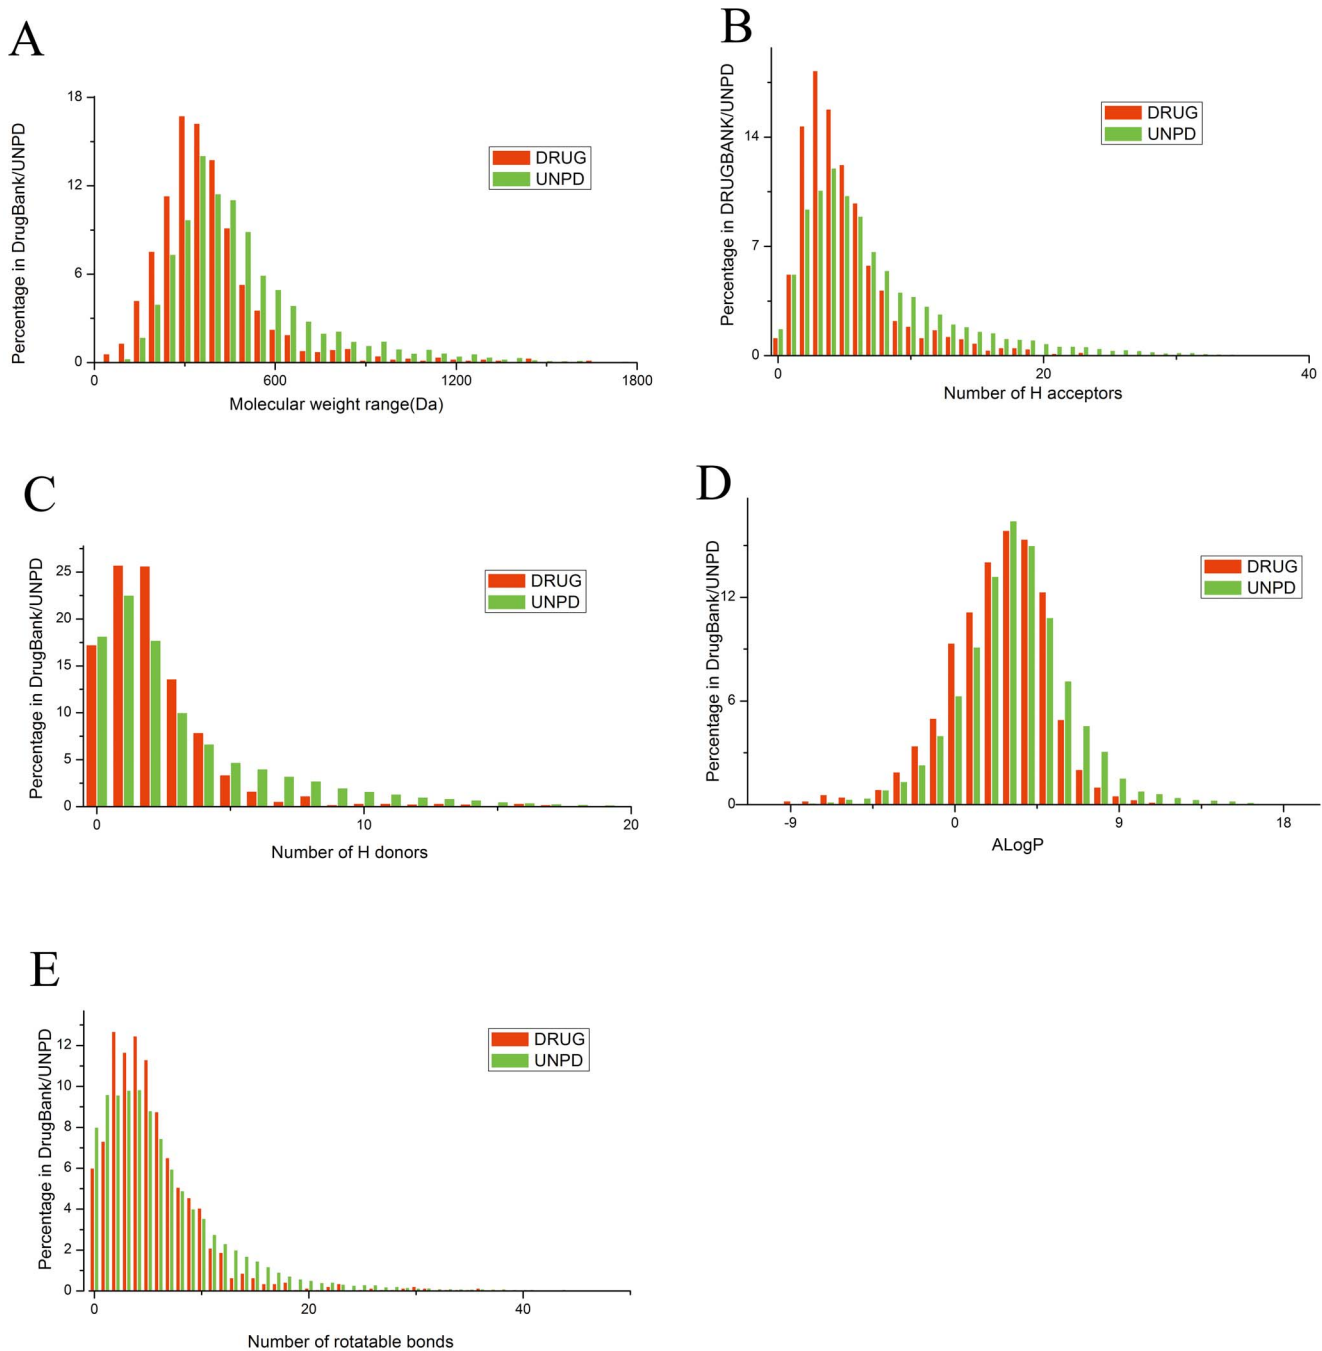 A
Percentage in DrugBank/UNPD
18
12
6
0
0
600
1200
1800
Molecular weight range(Da)
DRUG
UNPD
B
Percentage in DRUGBANK/UNPD
14
7
0
0
20
40
Number of H acceptors
DRUG
UNPD
C
Percentage in DrugBank/UNPD
25
20
15
10
5
0
0
10
20
Number of H donors
DRUG
UNPD
D
Percentage in DrugBank/UNPD
12
6
0
-9
0
9
18
ALogP
DRUG
UNPD
E
Percentage in DrugBank/UNPD
12
10
8
6
4
2
0
0
20
40
Number of rotatable bonds
DRUG
UNPD